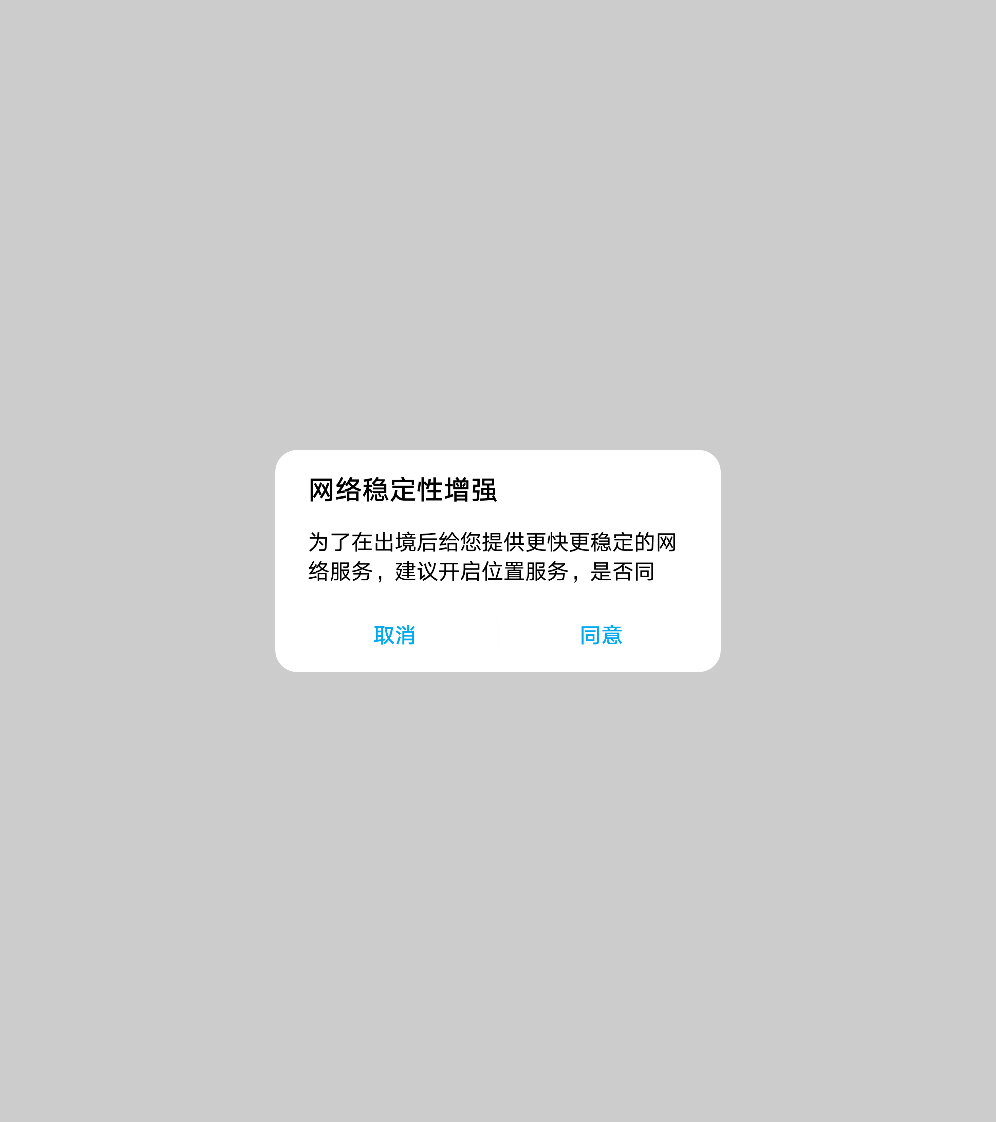 网络稳定性增强
为了在出境后给您提供更快更稳定的网
络服务，建议开启位置服务，是否同
取消
同意